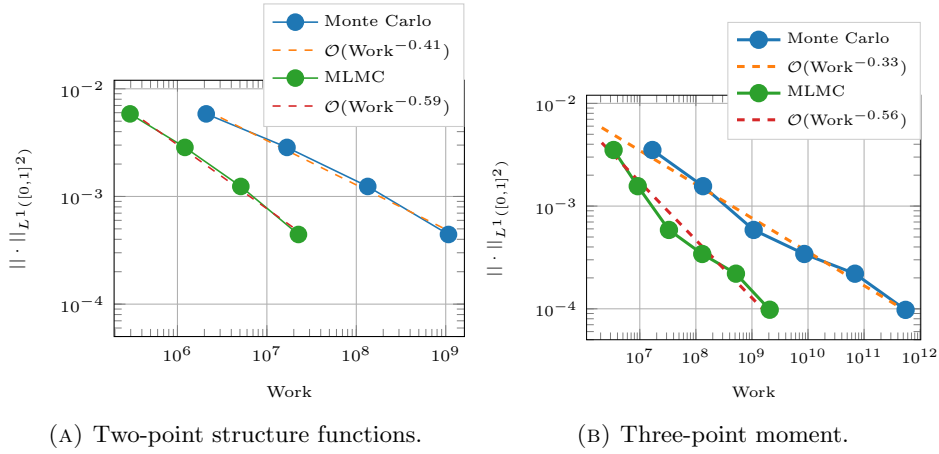 Monte Carlo
O(Work^−0.41)
MLMC
O(Work^−0.59)
10^−2
10^−3
10^−4
|| · ||_L^1([0,1]^2)
10^6 10^7 10^8 10^9
Work
(A) Two-point structure functions.
Monte Carlo
O(Work^−0.33)
MLMC
O(Work^−0.56)
10^−2
10^−3
10^−4
|| · ||_L^1([0,1]^2)
10^7 10^8 10^9 10^10 10^11 10^12
Work
(B) Three-point moment.